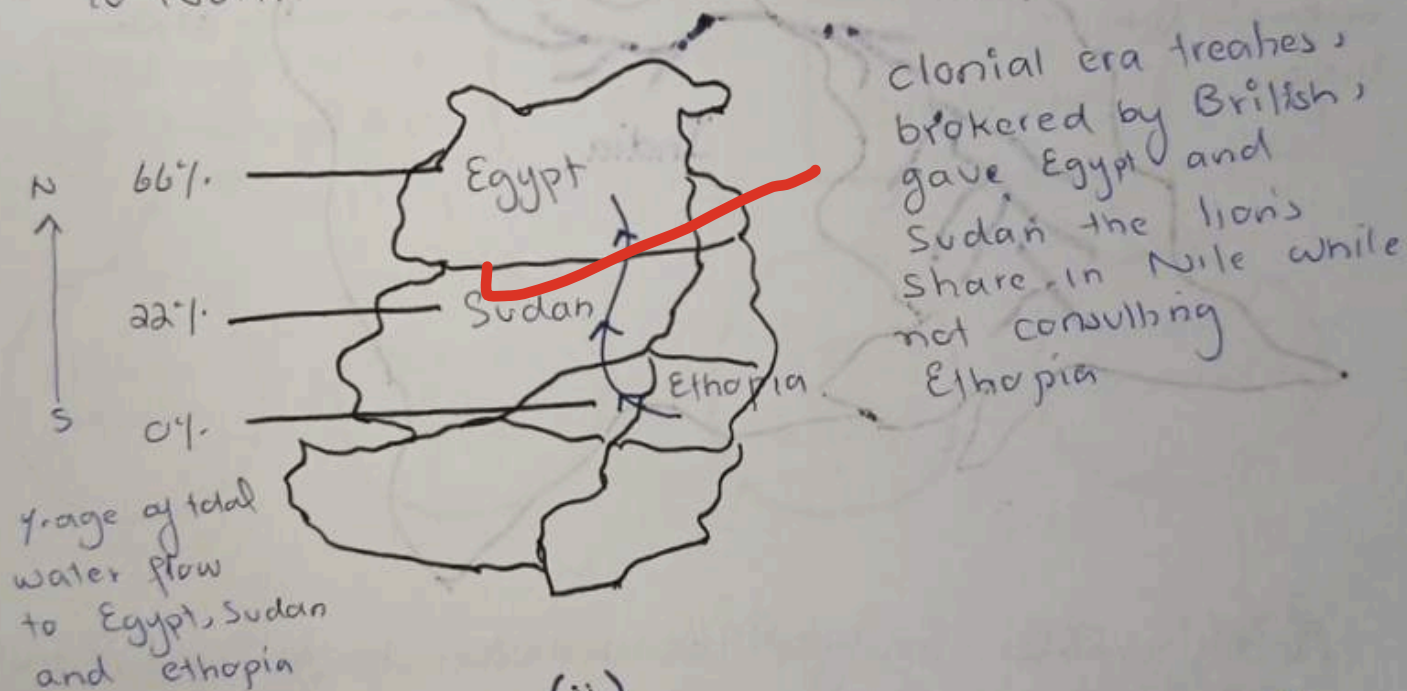 N
S
66%.
22%.
0%.
Egypt
Sudan
Ethopia
%age of total
water flow
to Egypt, Sudan
and ethopia
clonial era treaties,
brokered by British,
gave Egypt and
Sudan the lion's
share in Nile while
not consulting
Ethopia
(ii)